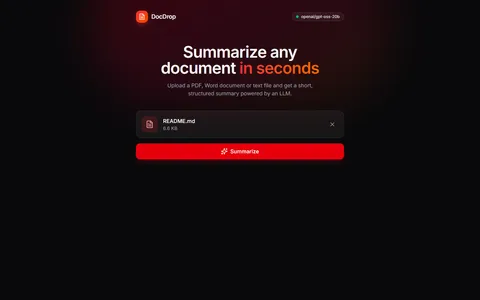 DocDrop
openai/gpt-oss-20b
Summarize any
document in seconds
Upload a PDF, Word document or text file and get a short,
structured summary powered by an LLM.
README.md
6.6 KB
Summarize